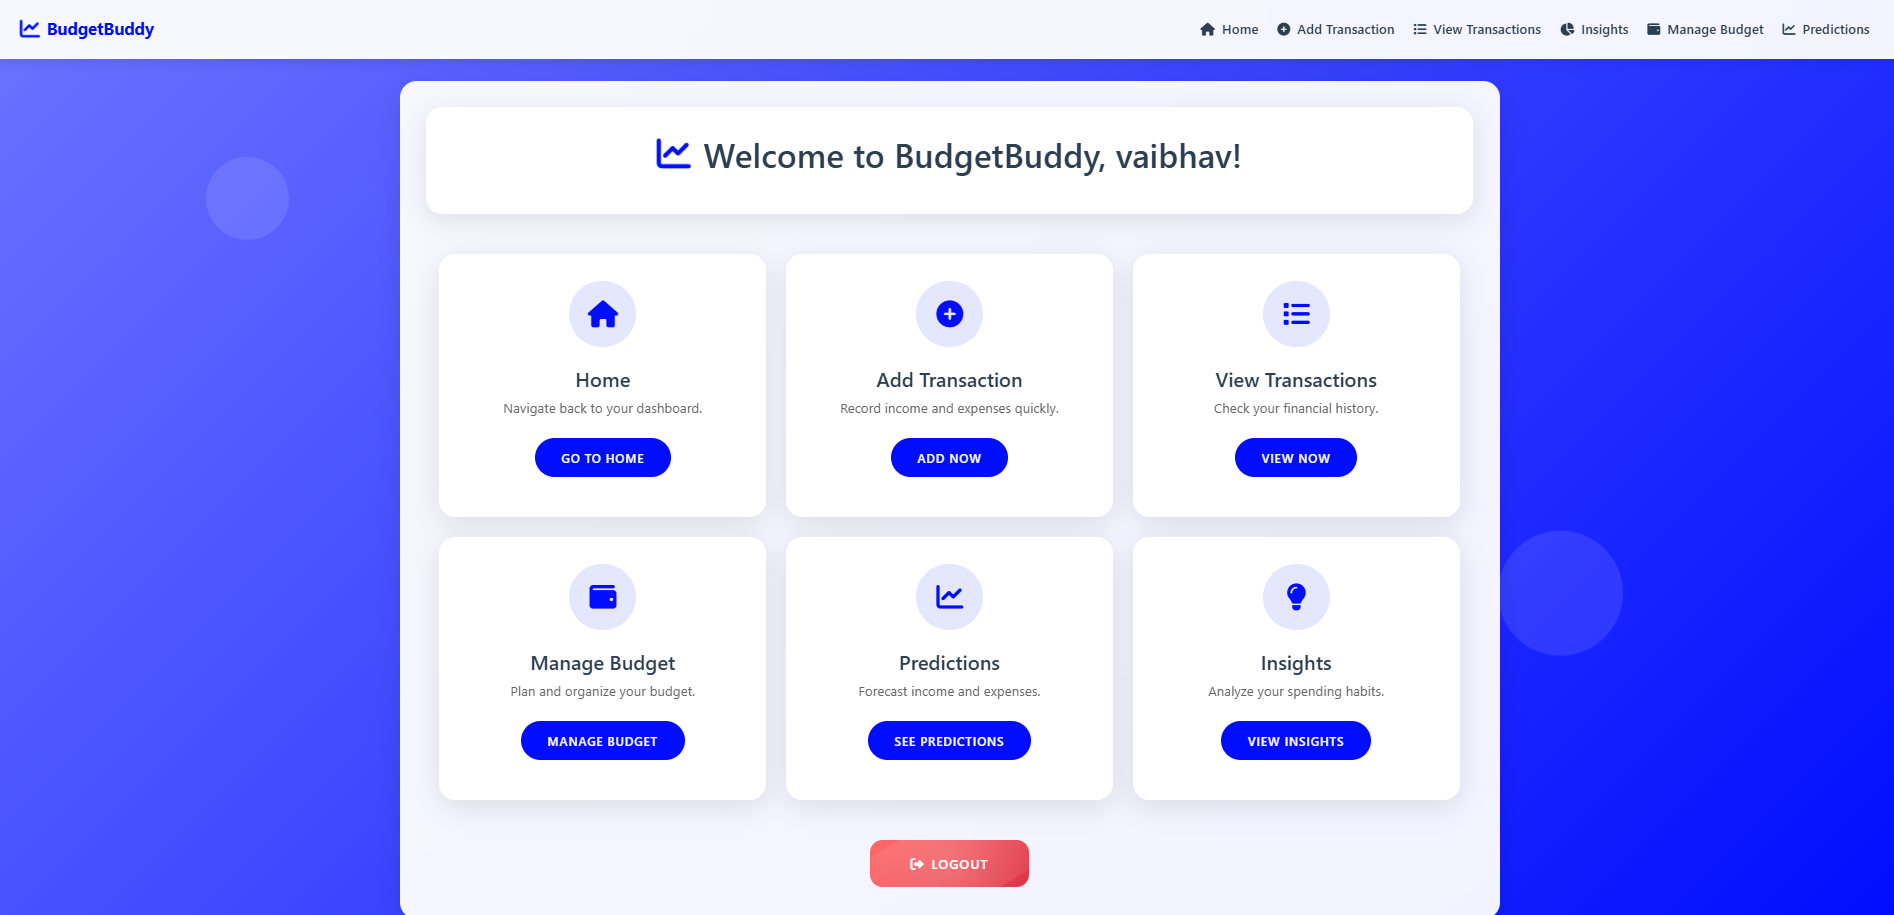 BudgetBuddy
Home Add Transaction View Transactions Insights Manage Budget Predictions
Welcome to BudgetBuddy, vaibhav!
Home
Navigate back to your dashboard.
GO TO HOME
Add Transaction
Record income and expenses quickly.
ADD NOW
View Transactions
Check your financial history.
VIEW NOW
Manage Budget
Plan and organize your budget.
MANAGE BUDGET
Predictions
Forecast income and expenses.
SEE PREDICTIONS
Insights
Analyze your spending habits.
VIEW INSIGHTS
LOGOUT